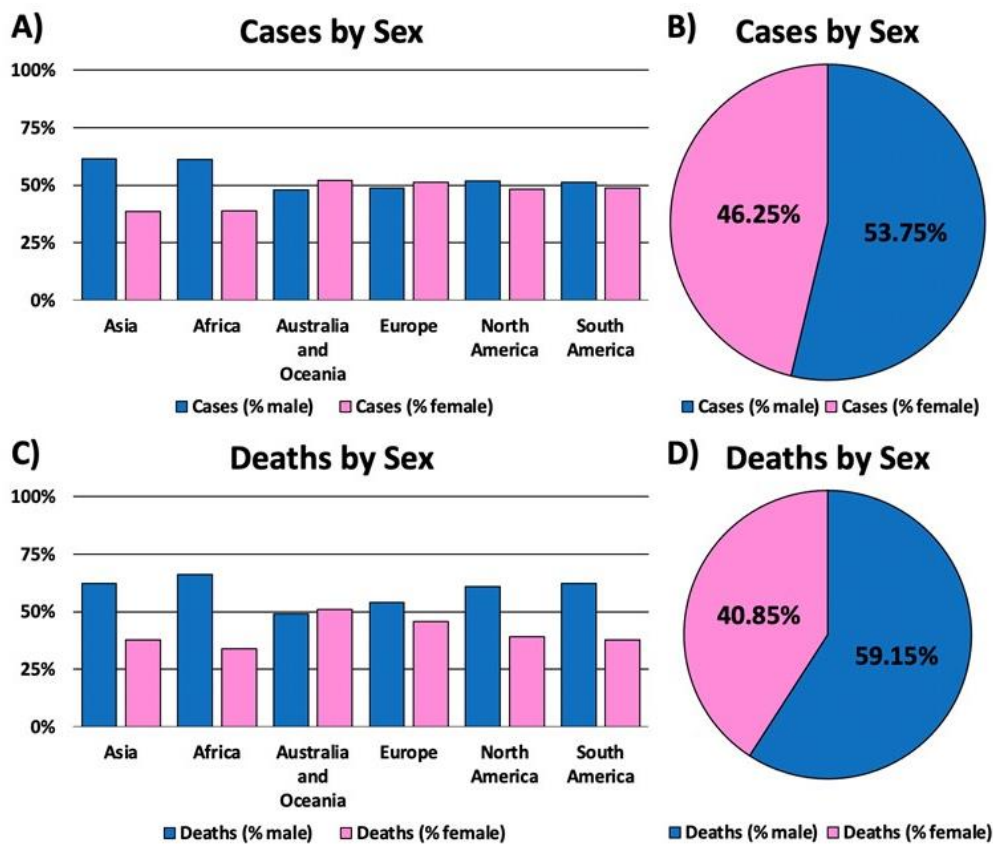 A)
Cases by Sex
100%
75%
50%
25%
0%
Asia
Africa
Australia
and
Oceania
Europe
North
America
South
America
Cases (% male)
Cases (% female)
B)
Cases by Sex
46.25%
53.75%
Cases (% male)
Cases (% female)
C)
Deaths by Sex
100%
75%
50%
25%
0%
Asia
Africa
Australia
and
Oceania
Europe
North
America
South
America
Deaths (% male)
Deaths (% female)
D)
Deaths by Sex
40.85%
59.15%
Deaths (% male)
Deaths (% female)